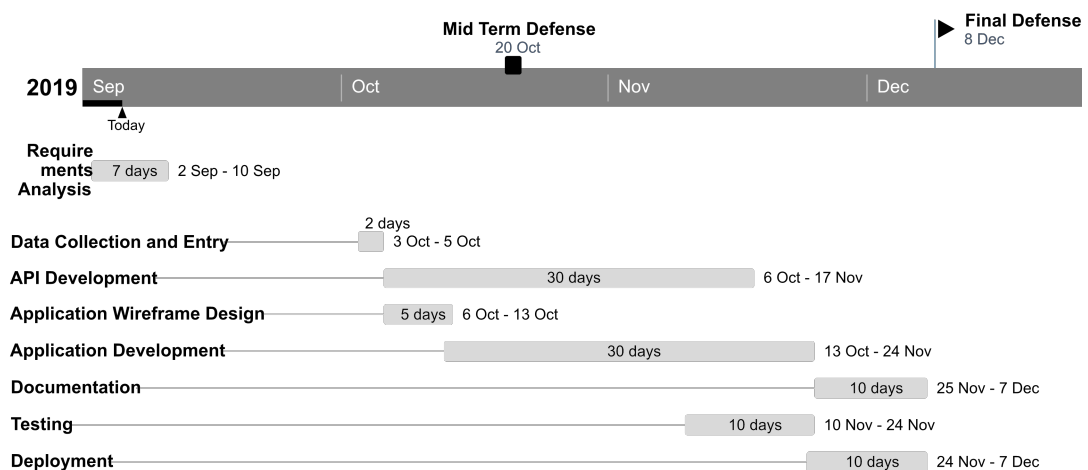 Mid Term Defense
20 Oct
Final Defense
8 Dec
2019
Sep
Oct
Nov
Dec
Today
Require
ments
Analysis
7 days
2 Sep - 10 Sep
2 days
Data Collection and Entry
3 Oct - 5 Oct
API Development
30 days
6 Oct - 17 Nov
Application Wireframe Design
5 days
6 Oct - 13 Oct
Application Development
30 days
13 Oct - 24 Nov
Documentation
10 days
25 Nov - 7 Dec
Testing
10 days
10 Nov - 24 Nov
Deployment
10 days
24 Nov - 7 Dec